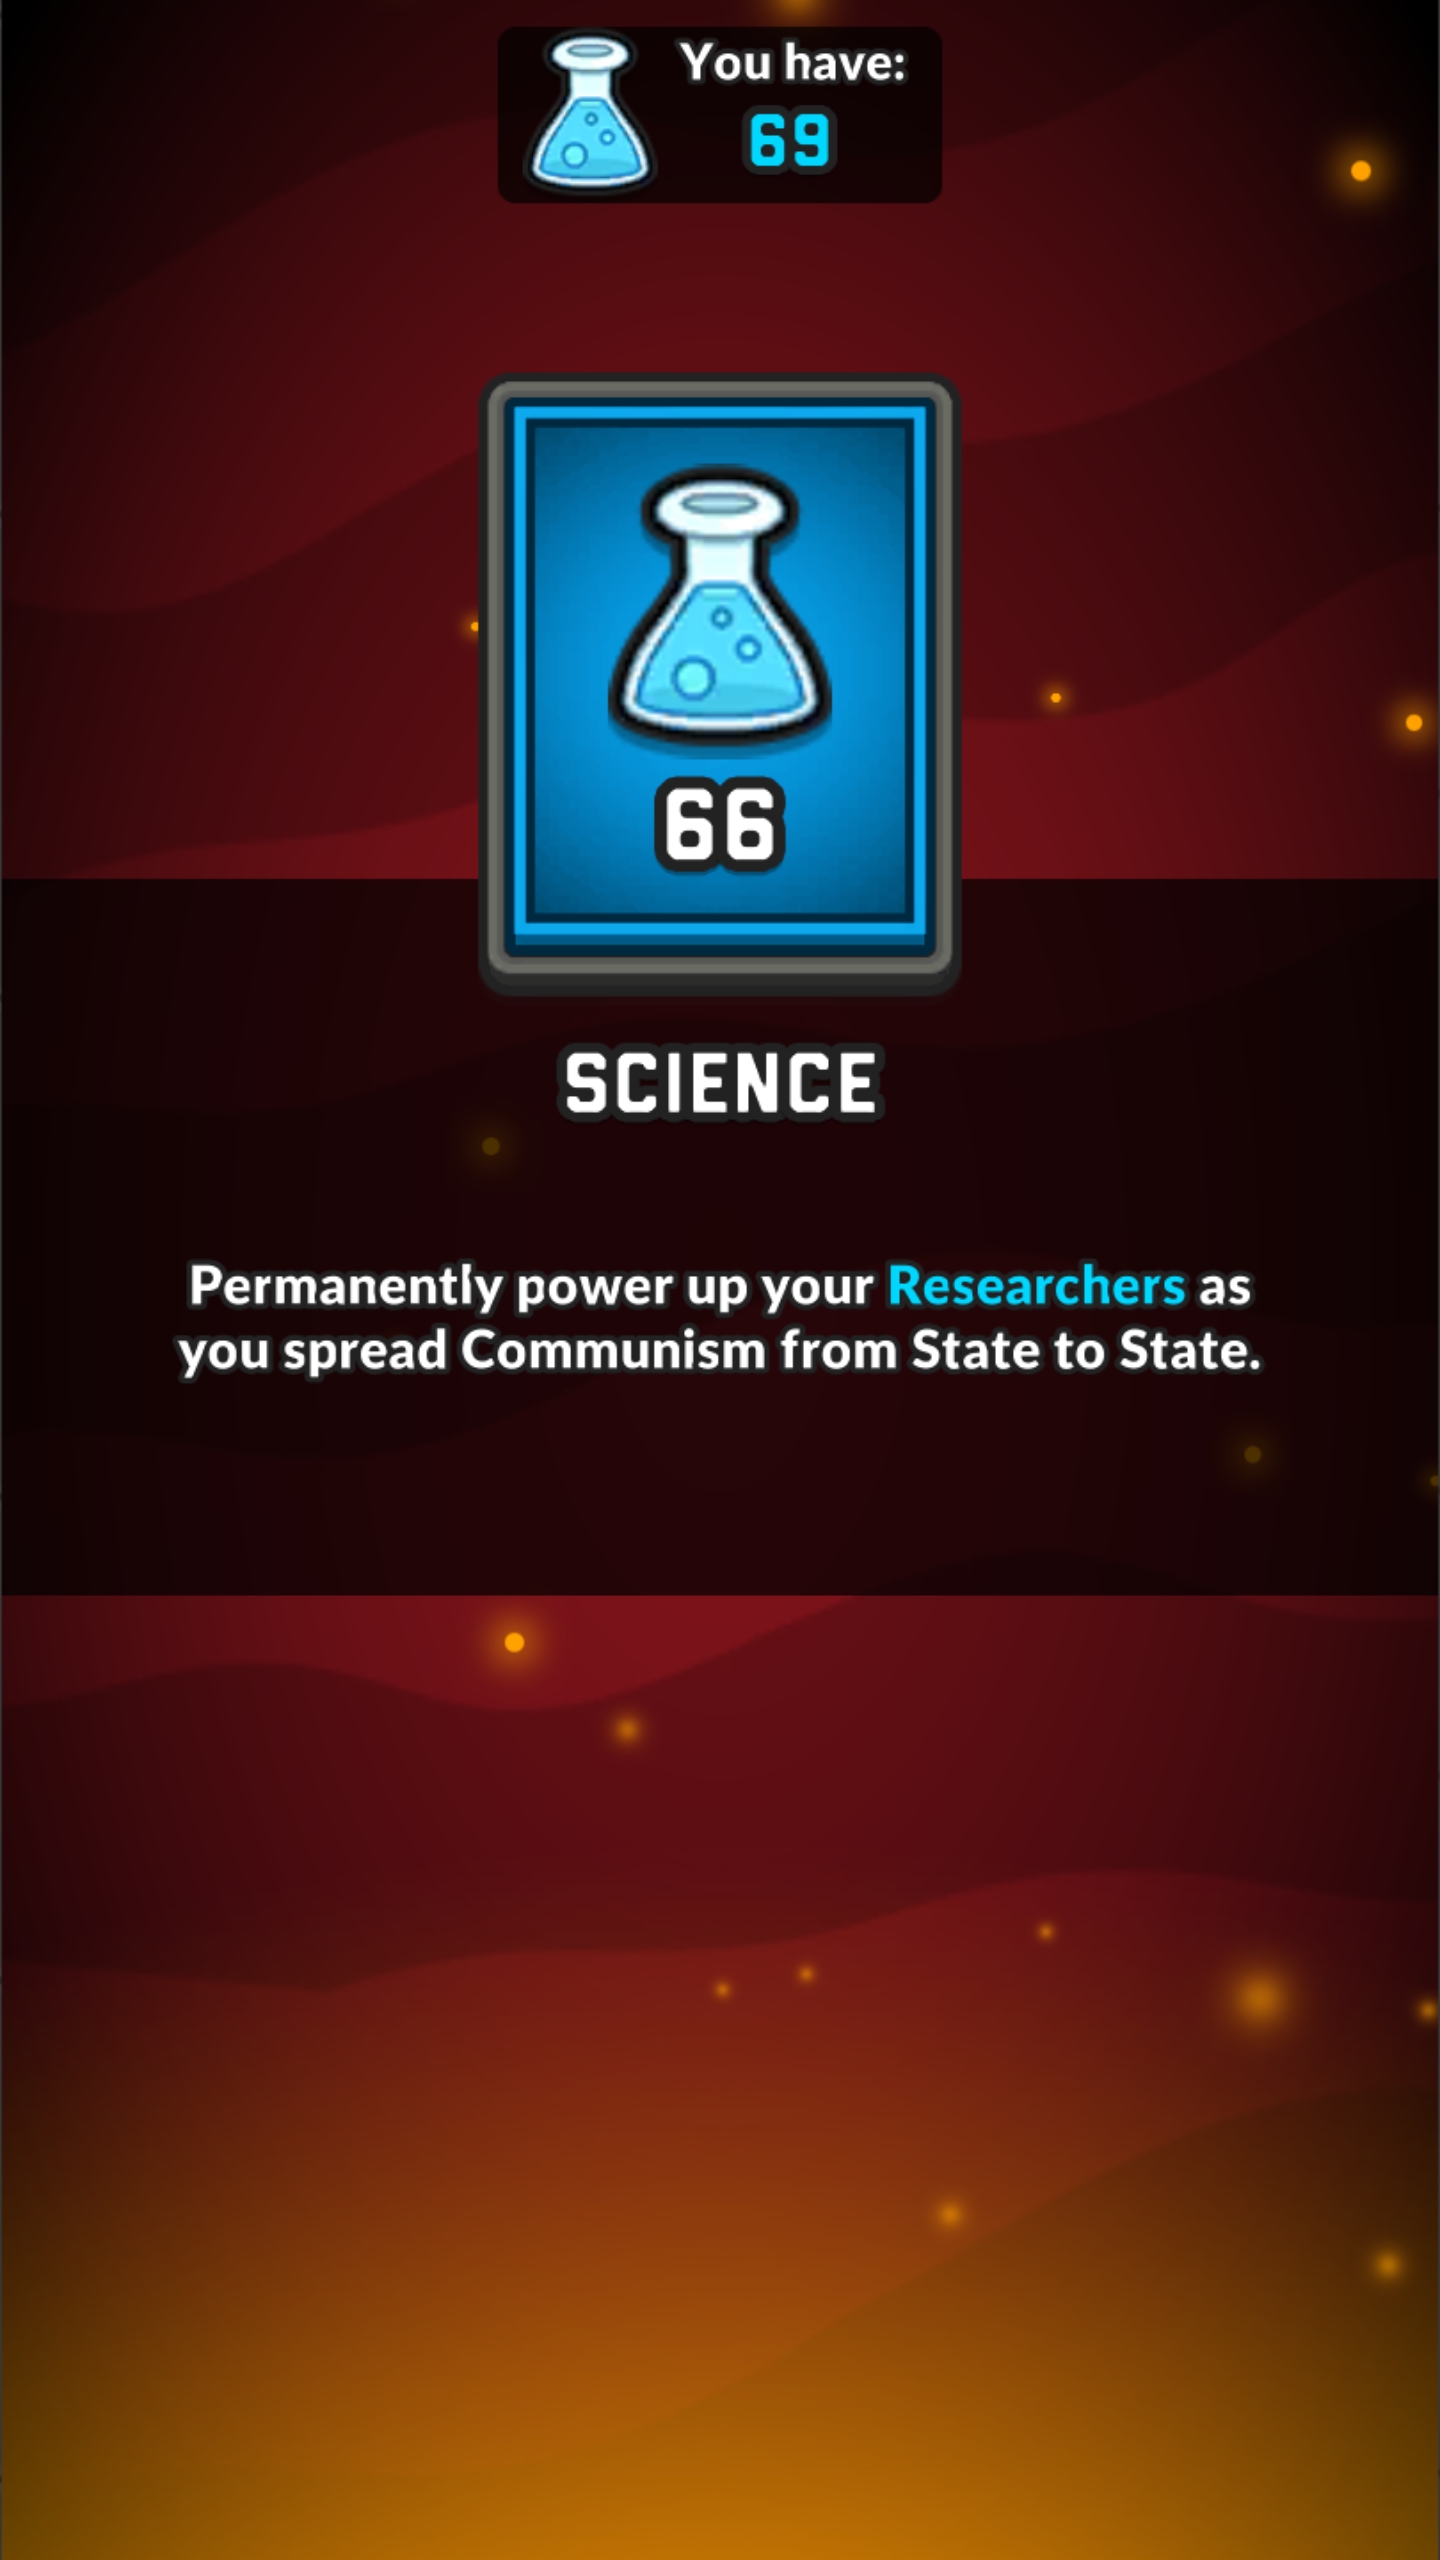 You have:
69
66
SCIENCE
Permanently power up your Researchers as
you spread Communism from State to State.